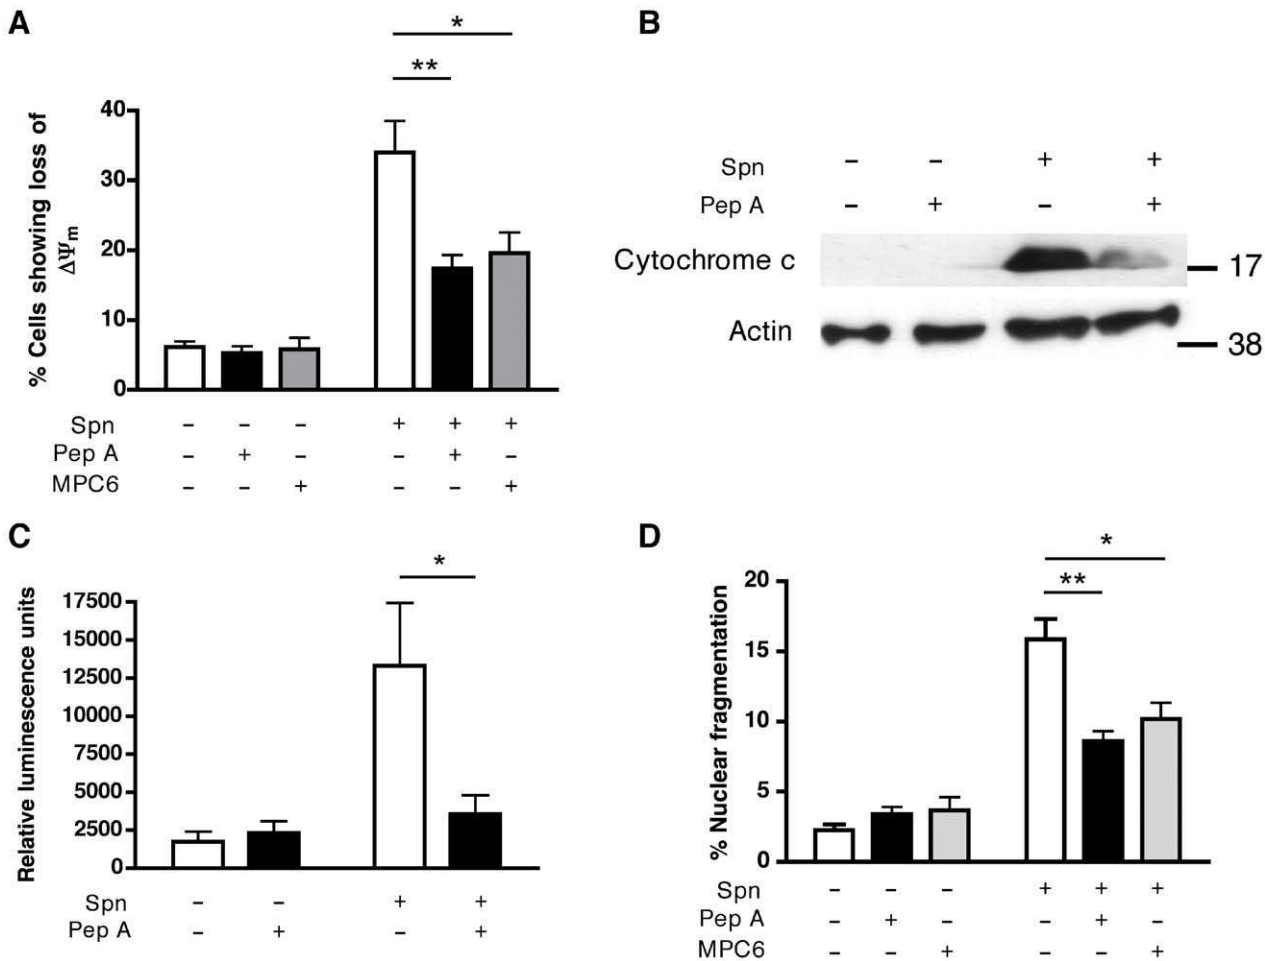 A
*
**
% Cells showing loss of
ΔΨm
40
30
20
10
0
Spn – – – + + +
Pep A – + – – + –
MPC6 – – + – – +
B
Spn – – + +
Pep A – + – +
Cytochrome c 17
Actin 38
C
*
Relative luminescence units
17500
15000
12500
10000
7500
5000
2500
0
Spn – – + +
Pep A – + – +
D
*
**
% Nuclear fragmentation
20
15
10
5
0
Spn – – – + + +
Pep A – + – – + –
MPC6 – – + – – +